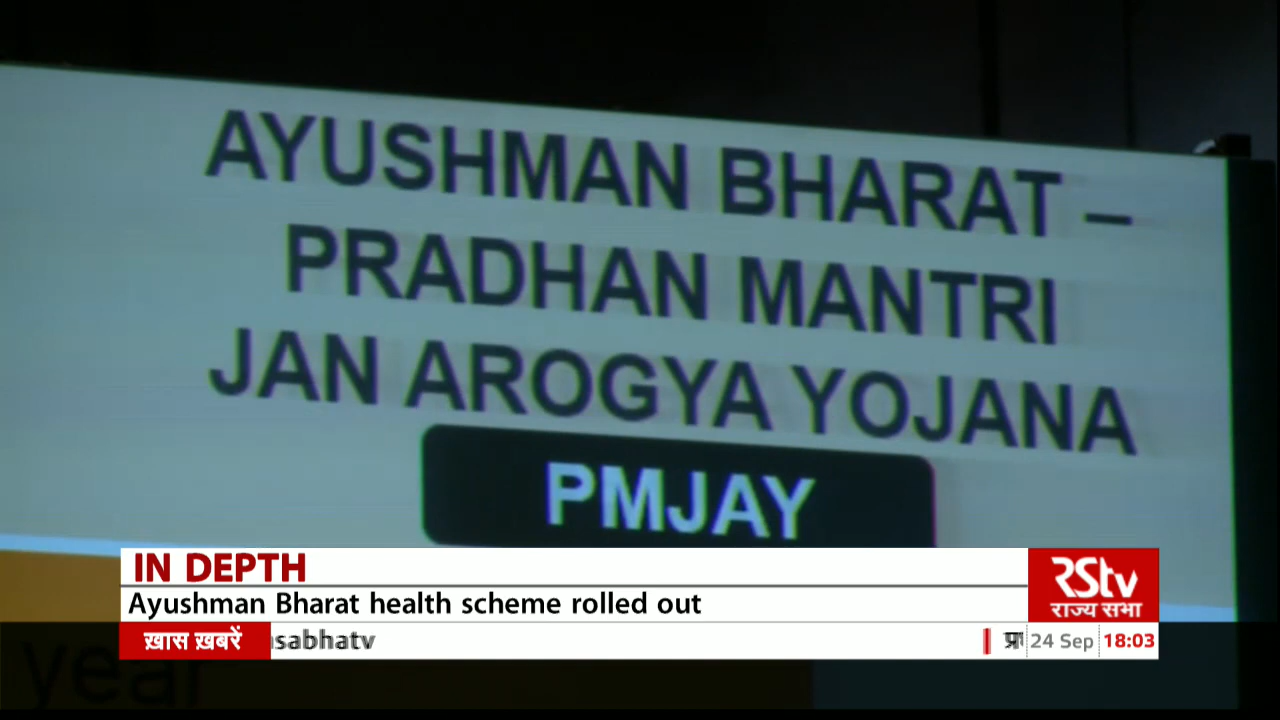 AYUSHMAN BHARAT –
PRADHAN MANTRI
JAN AROGYA YOJANA
PMJAY
IN DEPTH
Ayushman Bharat health scheme rolled out
RStv
राज्य सभा
ख़ास ख़बरें
sabhatv
24 Sep
18:03
year